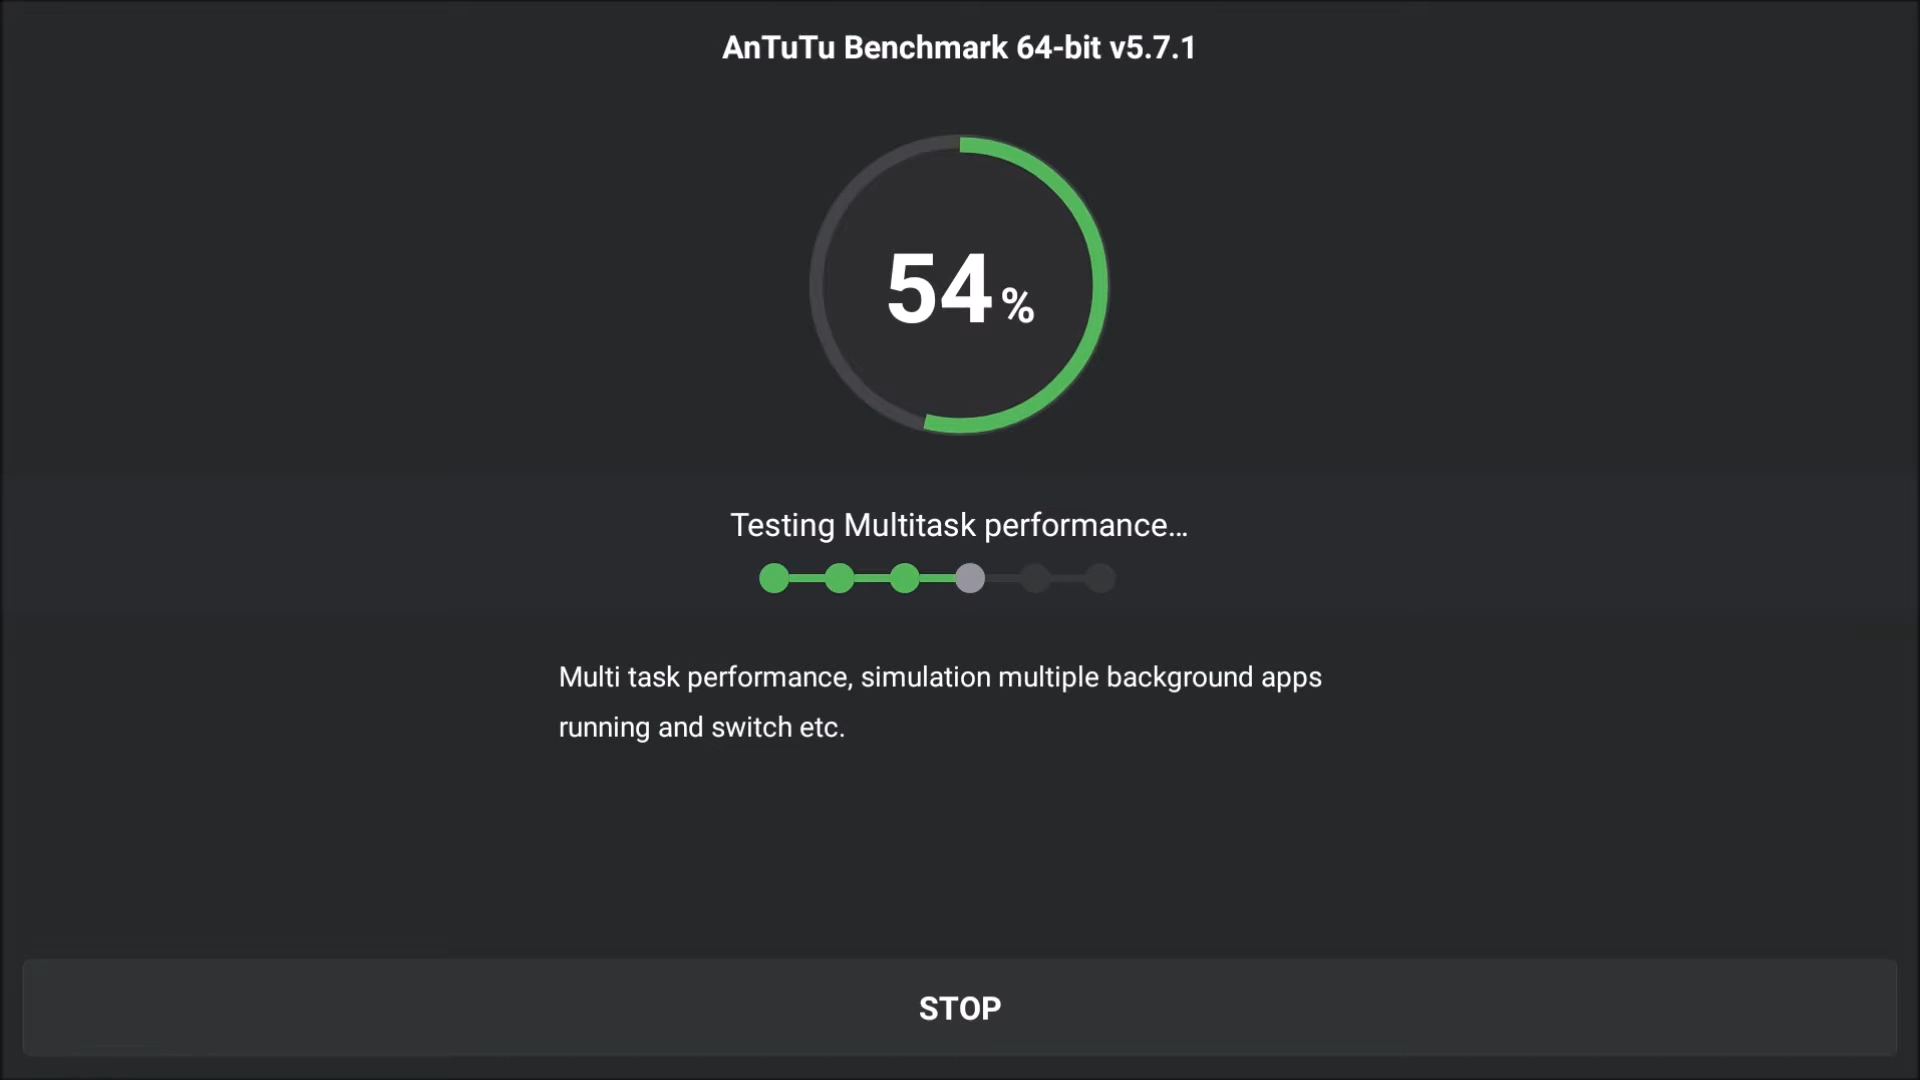 AnTuTu Benchmark 64-bit v5.7.1
54%
Testing Multitask performance...
Multi task performance, simulation multiple background apps
running and switch etc.
STOP